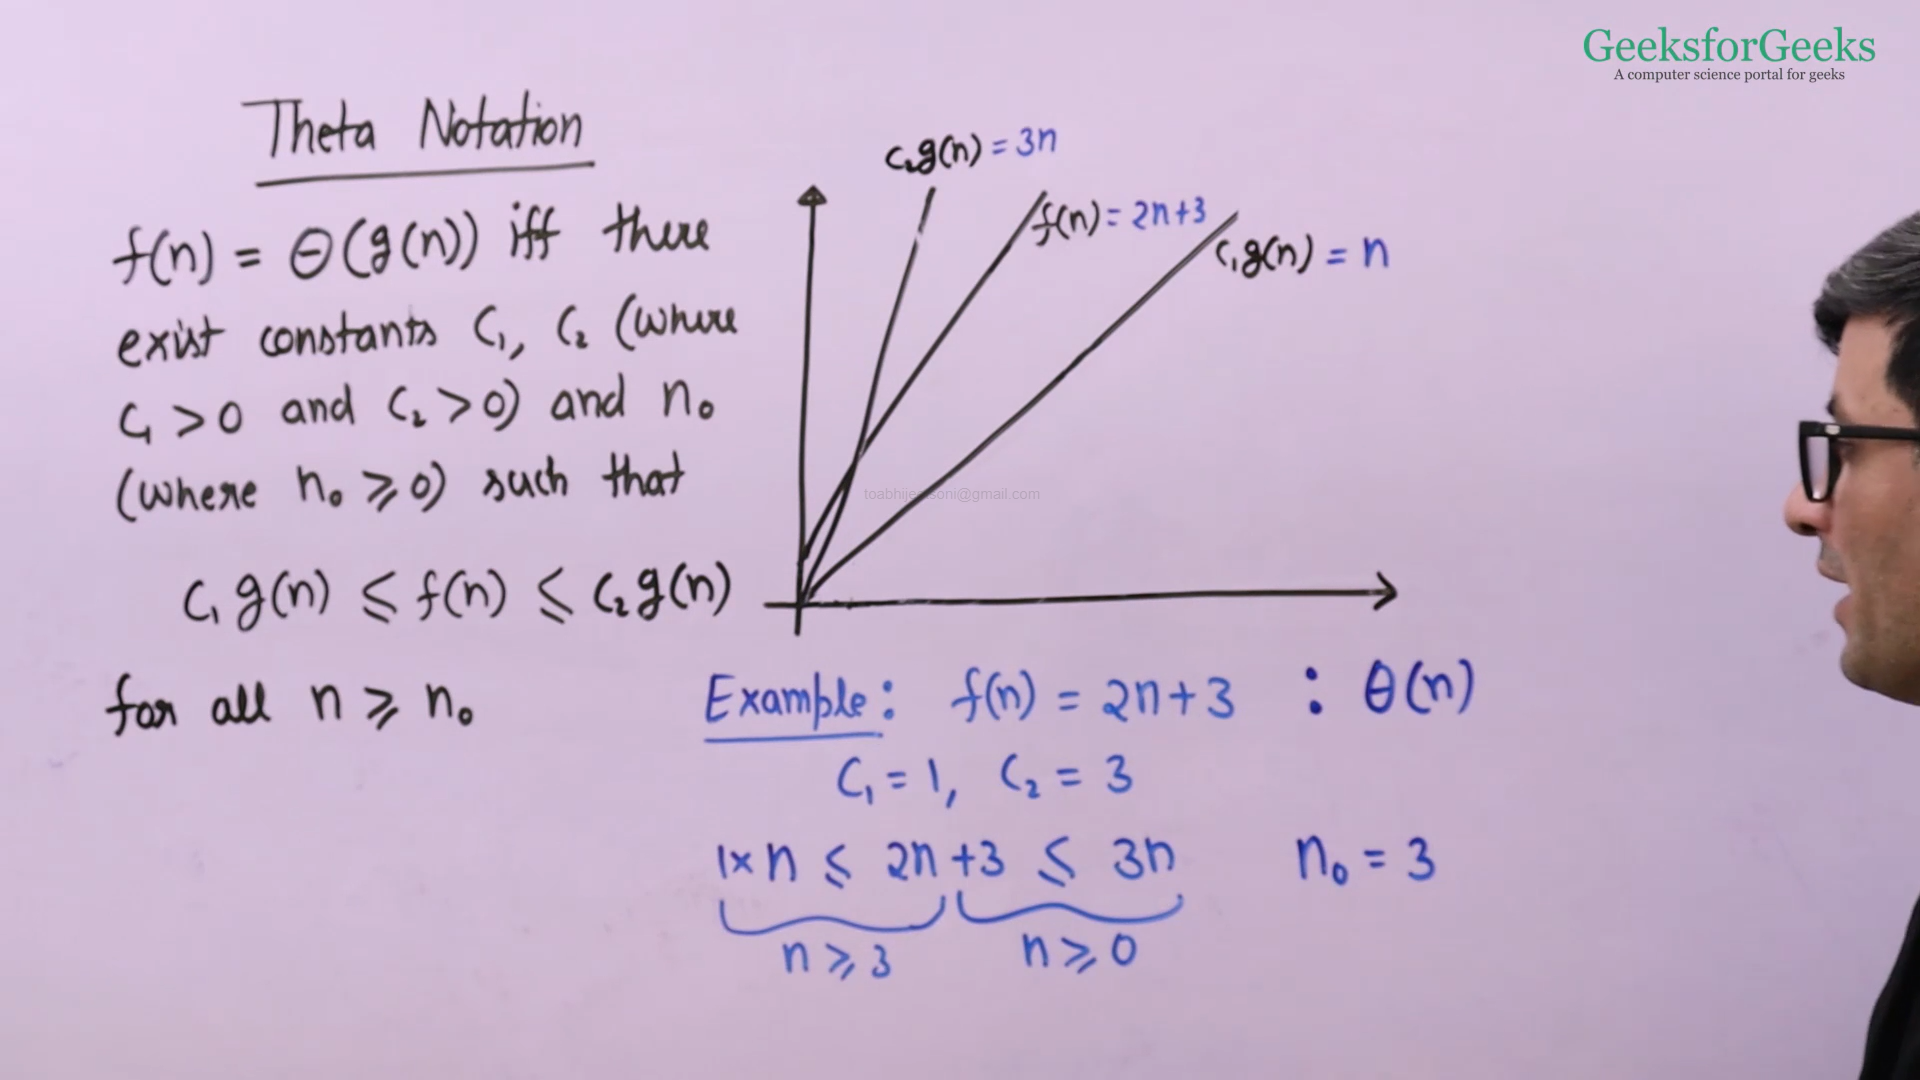 GeeksforGeeks
A computer science portal for geeks
Theta Notation
f(n) = Θ(g(n)) iff there
exist constants C₁, C₂ (where
C₁ > 0 and C₂ > 0) and n₀
(where n₀ ⩾ 0) such that
C₁ g(n) ⩽ f(n) ⩽ C₂ g(n)
for all n ⩾ n₀
C₂g(n) = 3n
f(n) = 2n+3
C₁g(n) = n
Example: f(n) = 2n+3 : θ(n)
C₁ = 1, C₂ = 3
1×n ⩽ 2n+3 ⩽ 3n n₀ = 3
n ⩾ 3 n ⩾ 0